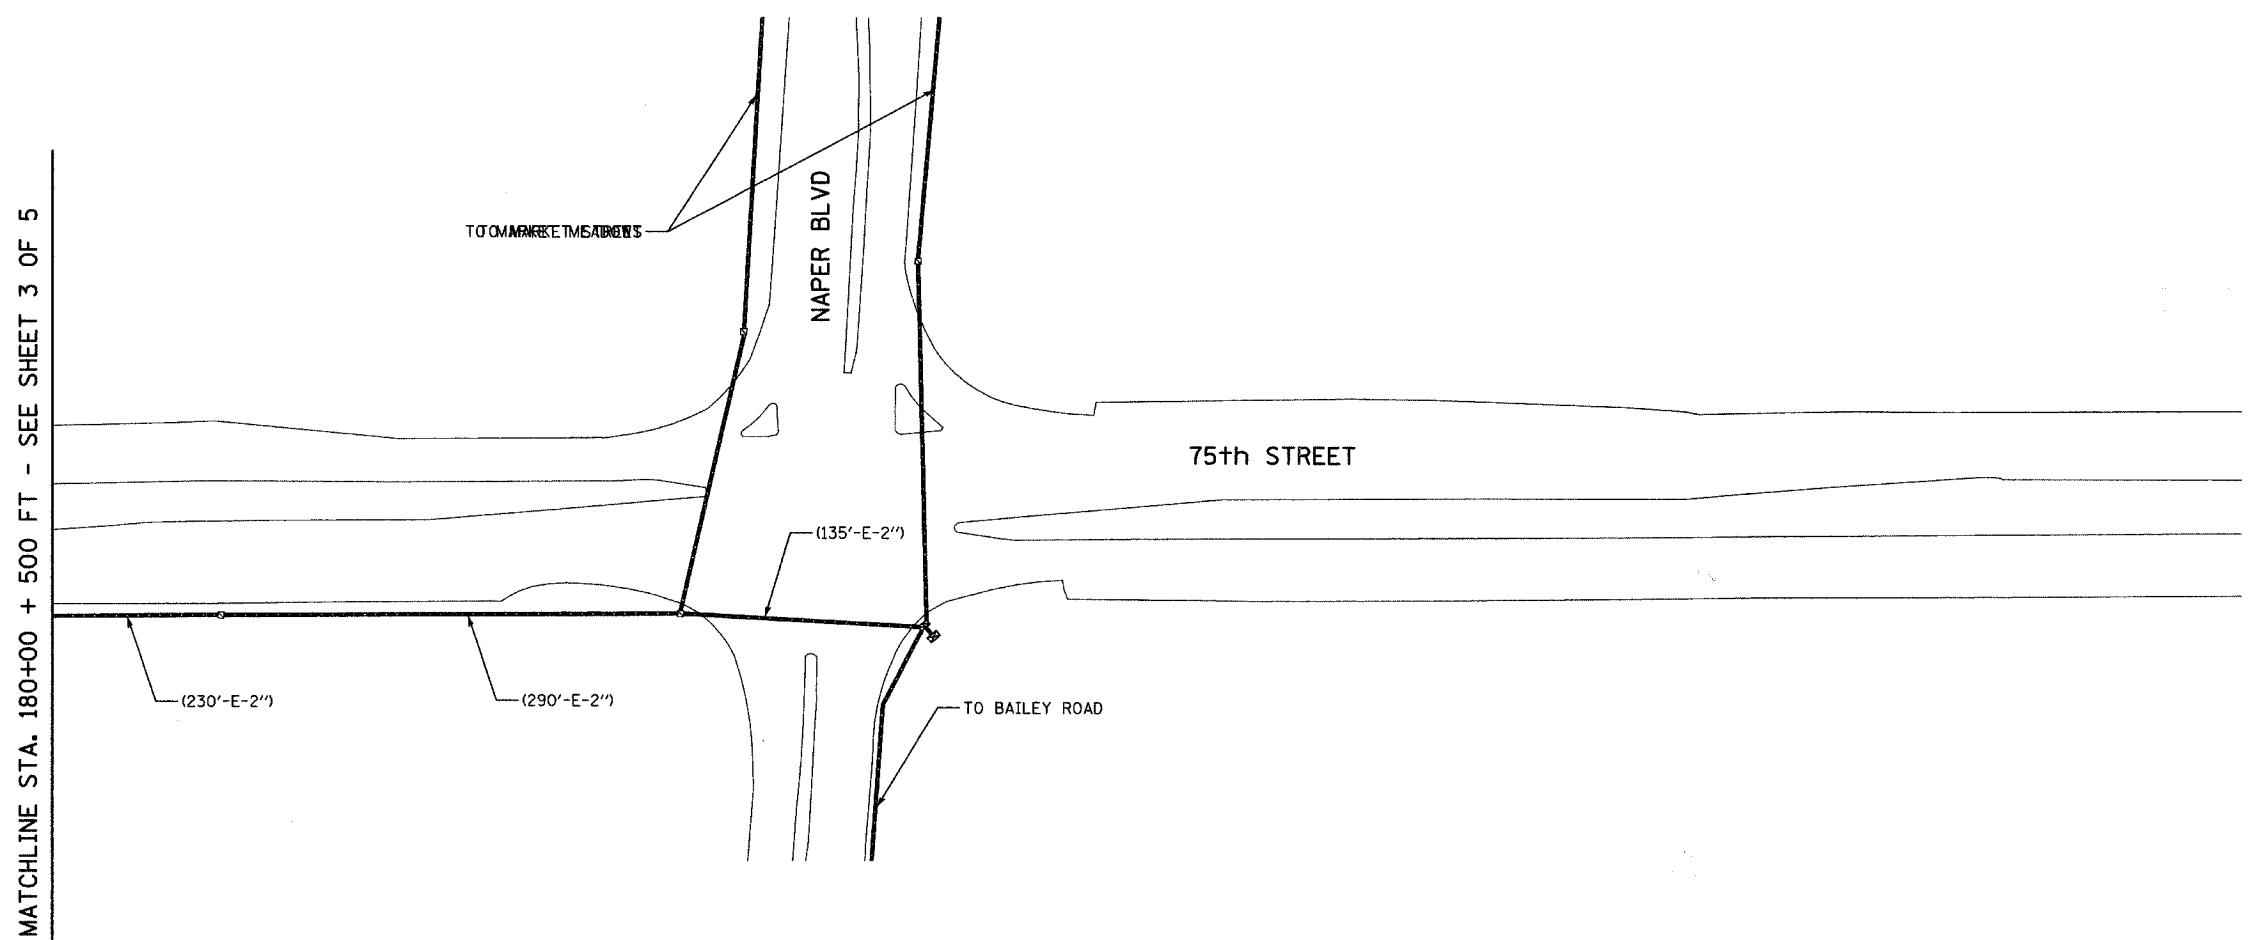 MATCHLINE STA. 180+00 + 500 FT - SEE SHEET 3 OF 5
TO
NAPER BLVD
75th STREET
(135'-E-2")
(230'-E-2")
(290'-E-2")
TO BAILEY ROAD